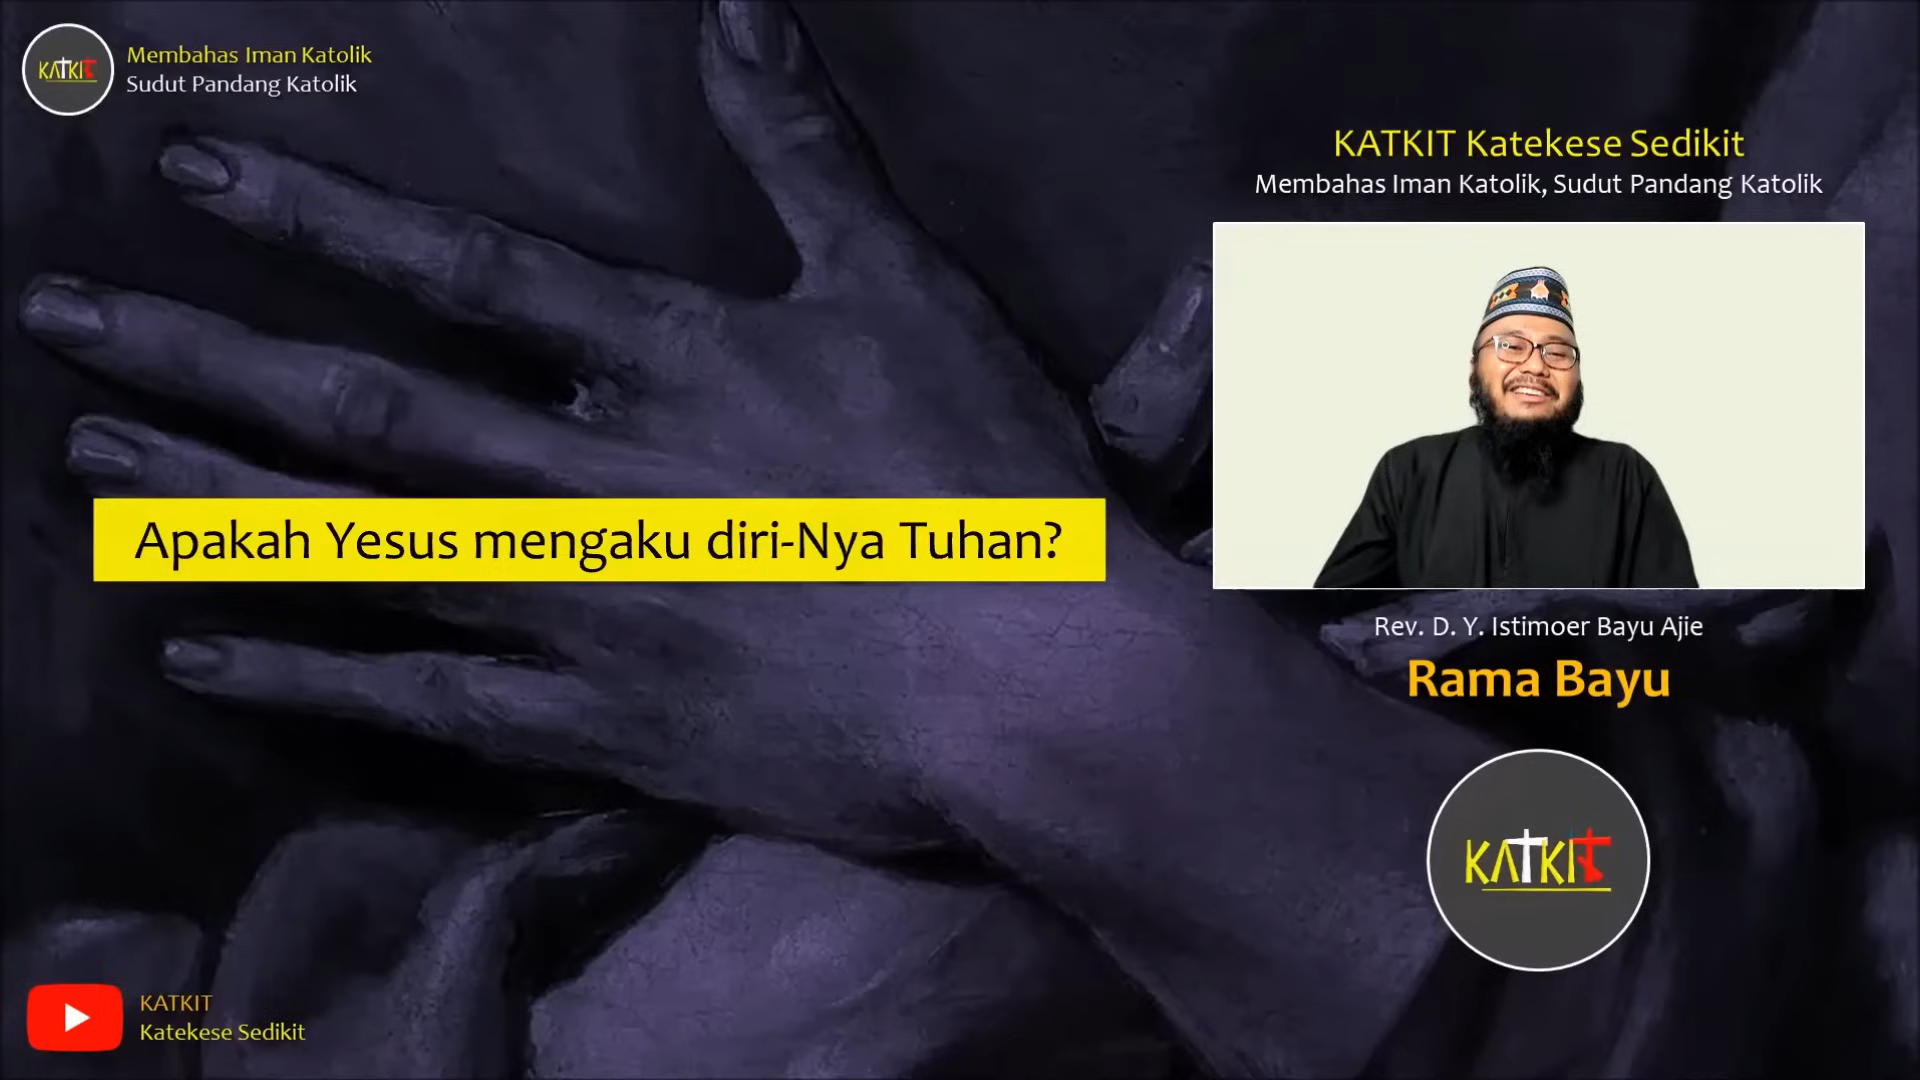 KATKIT
Membahas Iman Katolik
Sudut Pandang Katolik
KATKIT Katekese Sedikit
Membahas Iman Katolik, Sudut Pandang Katolik
Apakah Yesus mengaku diri-Nya Tuhan?
Rev. D. Y. Istimoer Bayu Ajie
Rama Bayu
KATKIT
KATKIT
Katekese Sedikit